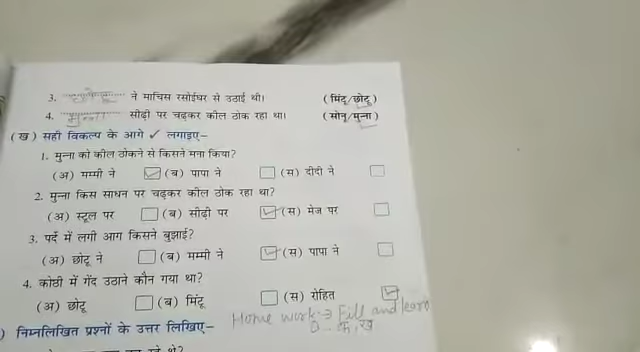 3. छोटू ने माचिस रसोईघर से उठाई थी। (मिंटू/छोटू)
4. मुन्ना सीढ़ी पर चढ़कर कील ठोक रहा था। (सोनू/मुन्ना)
(ख) सही विकल्प के आगे ✓ लगाइए–
1. मुन्ना को कील ठोकने से किसने मना किया?
(अ) मम्मी ने ☑ (ब) पापा ने ☐ (स) दीदी ने ☐
2. मुन्ना किस साधन पर चढ़कर कील ठोक रहा था?
(अ) स्टूल पर ☐ (ब) सीढ़ी पर ☑ (स) मेज पर ☐
3. पर्दे में लगी आग किसने बुझाई?
(अ) छोटू ने ☐ (ब) मम्मी ने ☑ (स) पापा ने ☐
4. कोठी में गेंद उठाने कौन गया था?
(अ) छोटू ☐ (ब) मिंटू ☐ (स) रोहित ☑
Home work → Fill and learn
) निम्नलिखित प्रश्नों के उत्तर लिखिए–
क, ख